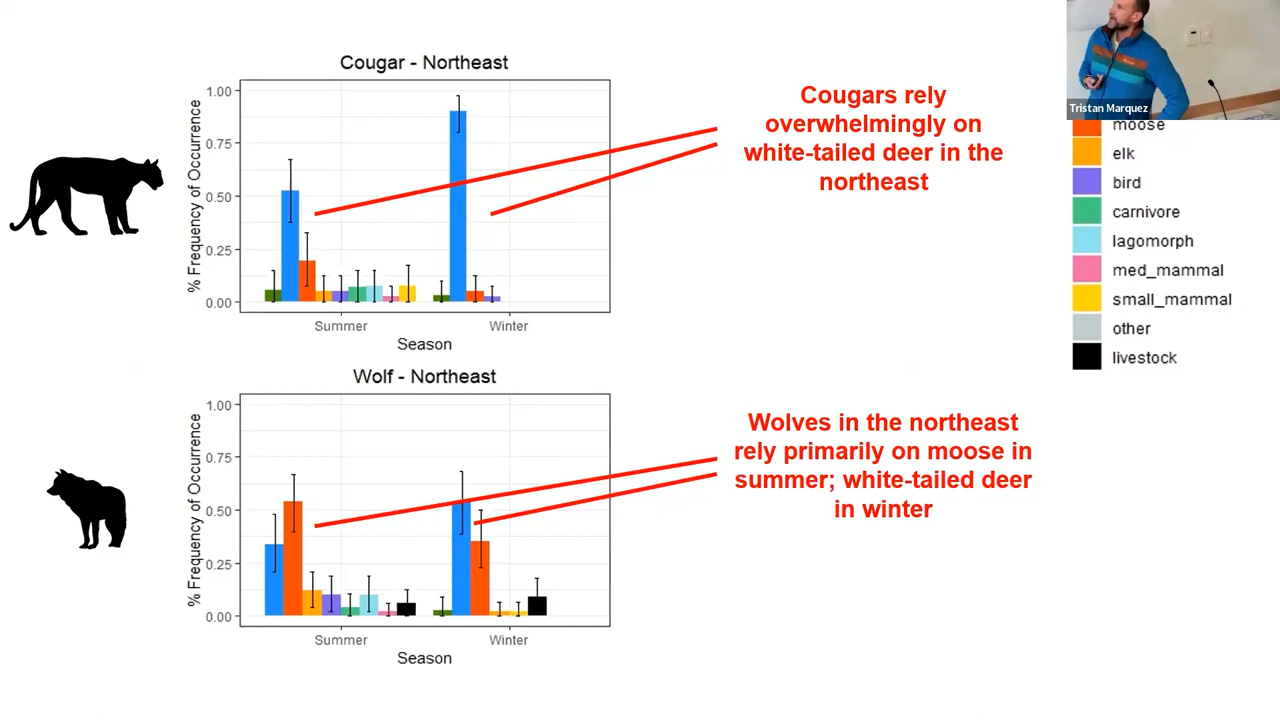 Cougar - Northeast
% Frequency of Occurrence
1.00
0.75
0.50
0.25
0.00
Summer
Winter
Season
Cougars rely
overwhelmingly on
white-tailed deer in the
northeast
Wolf - Northeast
% Frequency of Occurrence
1.00
0.75
0.50
0.25
0.00
Summer
Winter
Season
Wolves in the northeast
rely primarily on moose in
summer; white-tailed deer
in winter
Tristan Marquez
moose
elk
bird
carnivore
lagomorph
med_mammal
small_mammal
other
livestock